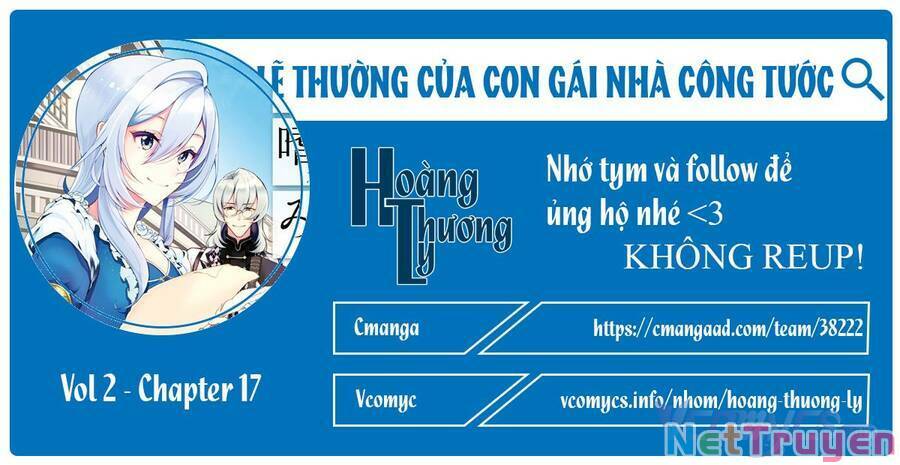 LẼ THƯỜNG CỦA CON GÁI NHÀ CÔNG TƯỚC
Hoàng
Thương
Ly
Nhớ tym và follow để
ủng hộ nhé <3
KHÔNG REUP!
Cmanga
https://cmangaad.com/team/38222
Vol 2 - Chapter 17
Vcomyc
vcomycs.info/nhom/hoang-thuong-ly
NetTruyen